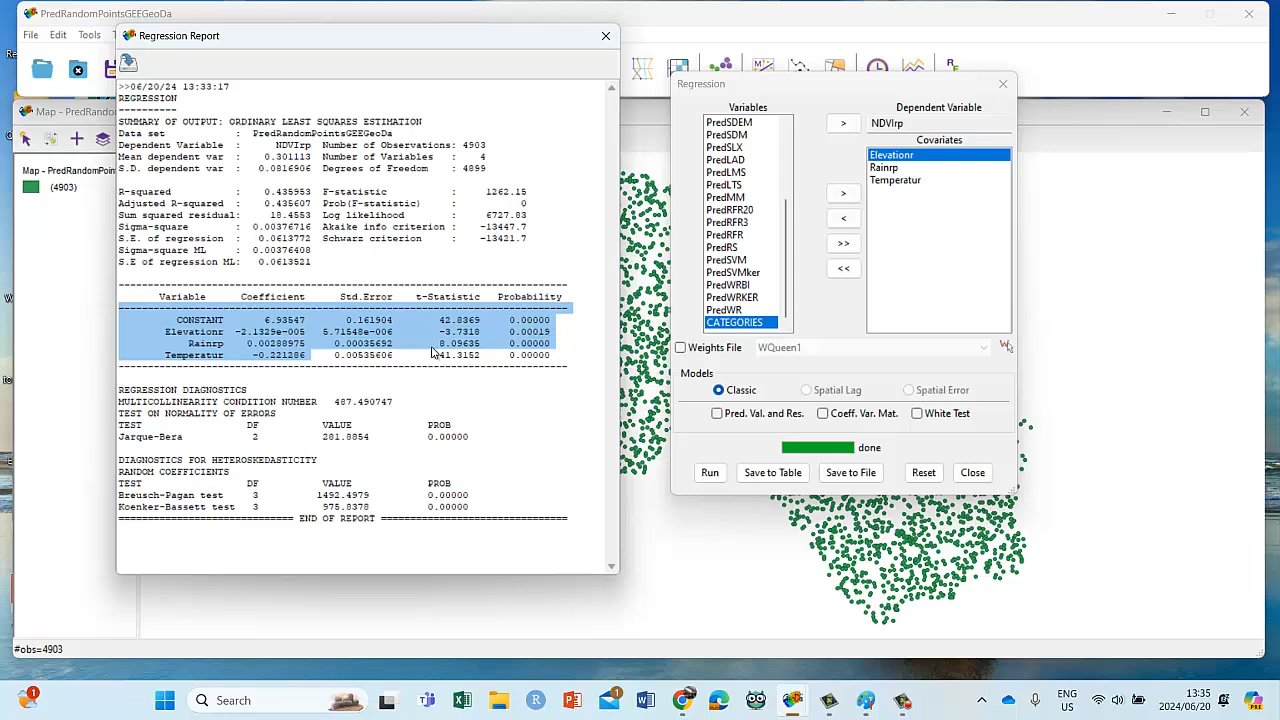 PredRandomPointsGEEGeoDa
File Edit Tools
Regression Report
>>06/20/24 13:33:17
REGRESSION
----------
SUMMARY OF OUTPUT: ORDINARY LEAST SQUARES ESTIMATION
Data set : PredRandomPointsGEEGeoDa
Dependent Variable : NDVIrp Number of Observations: 4903
Mean dependent var : 0.301113 Number of Variables : 4
S.D. dependent var : 0.0816906 Degrees of Freedom : 4899
R-squared : 0.435953 F-statistic : 1262.15
Adjusted R-squared : 0.435607 Prob(F-statistic) : 0
Sum squared residual: 18.4553 Log likelihood : 6727.83
Sigma-square : 0.00376716 Akaike info criterion : -13447.7
S.E. of regression : 0.0613772 Schwarz criterion : -13421.7
Sigma-square ML : 0.00376408
S.E of regression ML: 0.0613521
Variable Coefficient Std.Error t-Statistic Probability
CONSTANT 6.93547 0.161904 42.8369 0.00000
Elevationr -2.1329e-005 5.71548e-006 -3.7318 0.00019
Rainrp 0.00288975 0.00035692 8.09635 0.00000
Temperatur -0.221286 0.00535606 41.3152 0.00000
REGRESSION DIAGNOSTICS
MULTICOLLINEARITY CONDITION NUMBER 487.490747
TEST ON NORMALITY OF ERRORS
TEST DF VALUE PROB
Jarque-Bera 2 281.8854 0.00000
DIAGNOSTICS FOR HETEROSKEDASTICITY
RANDOM COEFFICIENTS
TEST DF VALUE PROB
Breusch-Pagan test 3 1492.4979 0.00000
Koenker-Bassett test 3 975.8378 0.00000
============================== END OF REPORT ================================
Map - PredRandom
Map - PredRandomPoin
(4903)
Regression
Variables
PredSDEM
PredSDM
PredSLX
PredLAD
PredLMS
PredLTS
PredMM
PredRFR20
PredRFR3
PredRFR
PredRS
PredSVM
PredSVMker
PredWRBI
PredWRKER
PredWR
CATEGORIES
>
>
<
>>
<<
Dependent Variable
NDVIrp
Covariates
Elevationr
Rainrp
Temperatur
Weights File WQueen1
Models
Classic Spatial Lag Spatial Error
Pred. Val. and Res. Coeff. Var. Mat. White Test
done
Run Save to Table Save to File Reset Close
#obs=4903
1
Search
1
ENG
KEY
13:35
2024/06/20
PRE